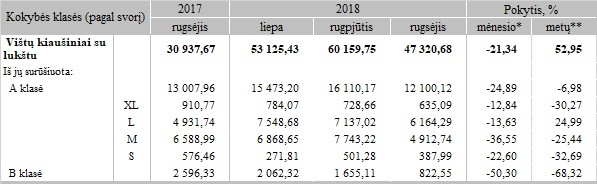 Kokybės klasės (pagal svorį) 2017 2018 Pokytis, %
rugsėjis liepa rugpjūtis rugsėjis mėnesio* metų**
Vištų kiaušiniai su lukštu 30 937,67 53 125,43 60 159,75 47 320,68 -21,34 52,95
Iš jų surūšiuota:
A klasė 13 007,96 15 473,20 16 110,17 12 100,12 -24,89 -6,98
XL 910,77 784,07 728,66 635,09 -12,84 -30,27
L 4 931,74 7 548,68 7 137,02 6 164,29 -13,63 24,99
M 6 588,99 6 868,65 7 743,22 4 912,74 -36,55 -25,44
S 576,46 271,81 501,28 387,99 -22,60 -32,69
B klasė 2 596,33 2 062,32 1 655,11 822,55 -50,30 -68,32